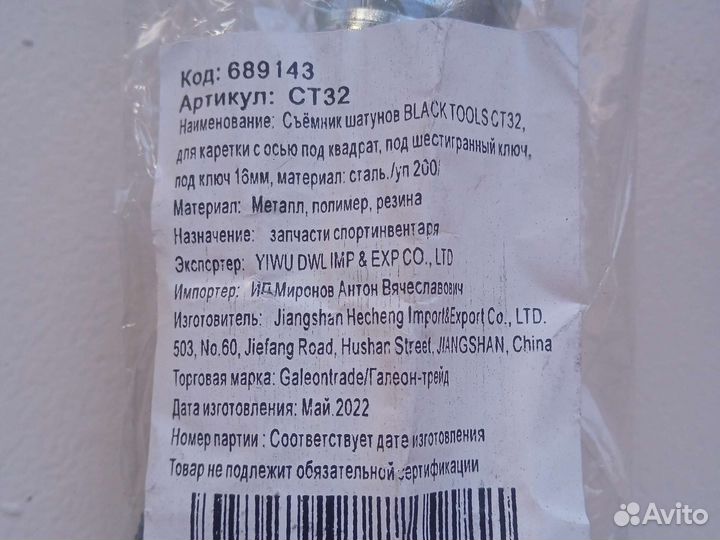 Код: 689143
Артикул: CT32
Наименование: Съёмник шатунов BLACK TOOLS CT32,
для каретки с осью под квадрат, под шестигранный ключ,
под ключ 16мм, материал: сталь./уп 200/
Материал: Металл, полимер, резина
Назначение: запчасти спортинвентаря
Экспортер: YIWU DWL IMP & EXP CO., LTD
Импортер: ИП Миронов Антон Вячеславович
Изготовитель: Jiangshan Hecheng Import&Export Co., LTD.
503, No.60, Jiefang Road, Hushan Street, JIANGSHAN, China
Торговая марка: Galeontrade/Галеон-трейд
Дата изготовления: Май.2022
Номер партии : Соответствует дате изготовления
Товар не подлежит обязательной сертификации
Avito